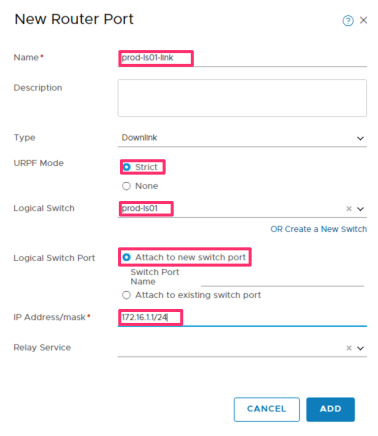 New Router Port
Name*
prod-ls01-link
Description
Type
Downlink
URPF Mode
Strict
None
Logical Switch
prod-ls01
OR Create a New Switch
Logical Switch Port
Attach to new switch port
Switch Port
Name
Attach to existing switch port
IP Address/mask*
172.16.1.1/24
Relay Service
CANCEL
ADD